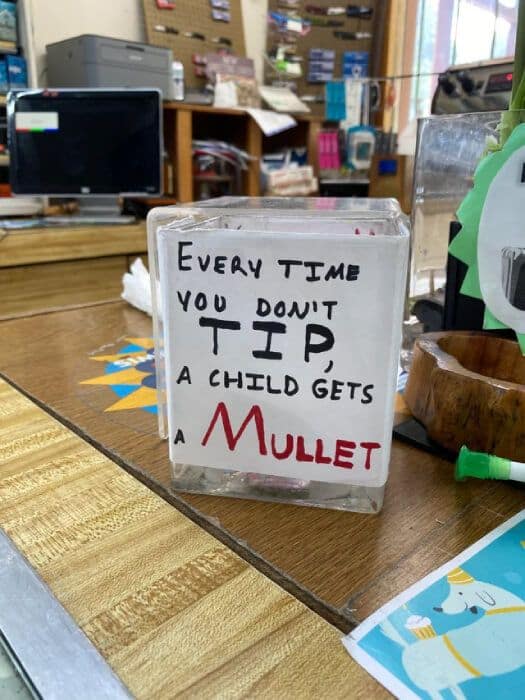 EVERY TIME
YOU DON'T
TIP,
A CHILD GETS
A MULLET